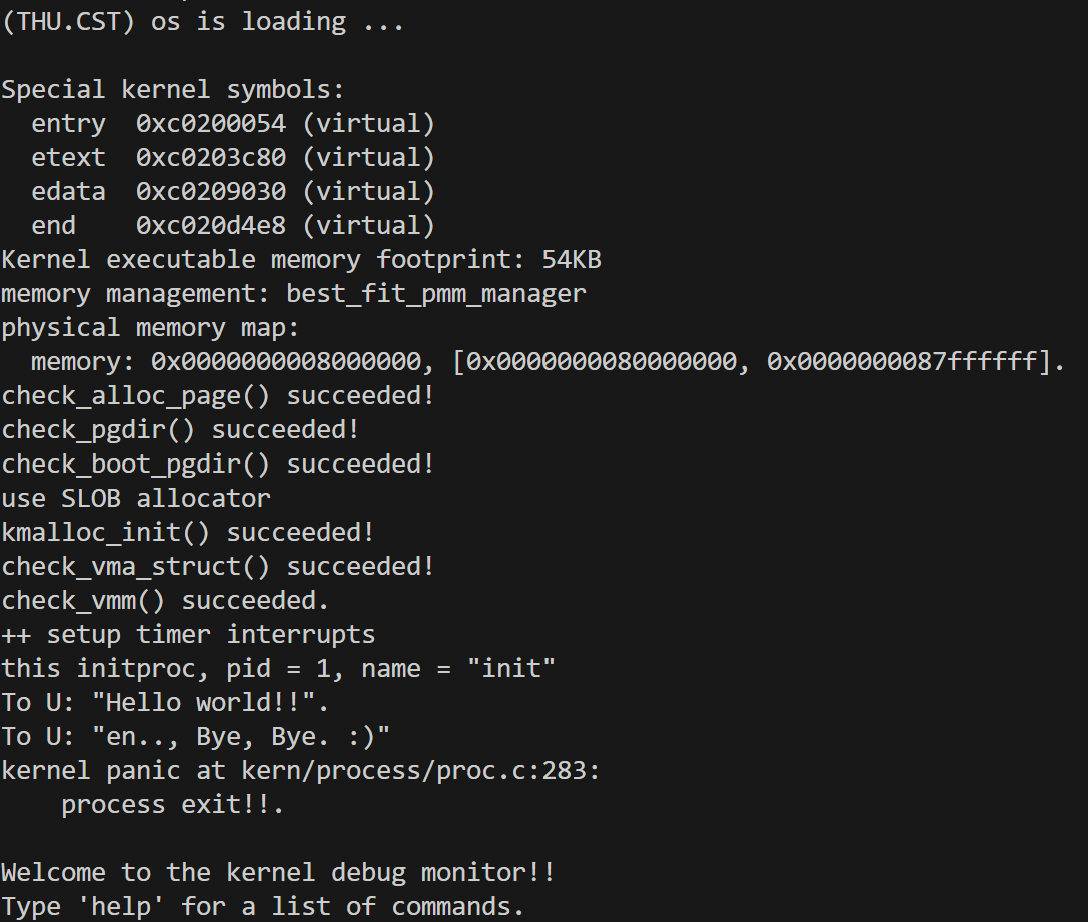 (THU.CST) os is loading ...
Special kernel symbols:
  entry  0xc0200054 (virtual)
  etext  0xc0203c80 (virtual)
  edata  0xc0209030 (virtual)
  end    0xc020d4e8 (virtual)
Kernel executable memory footprint: 54KB
memory management: best_fit_pmm_manager
physical memory map:
  memory: 0x0000000008000000, [0x0000000080000000, 0x0000000087ffffff].
check_alloc_page() succeeded!
check_pgdir() succeeded!
check_boot_pgdir() succeeded!
use SLOB allocator
kmalloc_init() succeeded!
check_vma_struct() succeeded!
check_vmm() succeeded.
++ setup timer interrupts
this initproc, pid = 1, name = "init"
To U: "Hello world!!".
To U: "en.., Bye, Bye. :)"
kernel panic at kern/process/proc.c:283:
    process exit!!.
Welcome to the kernel debug monitor!!
Type 'help' for a list of commands.